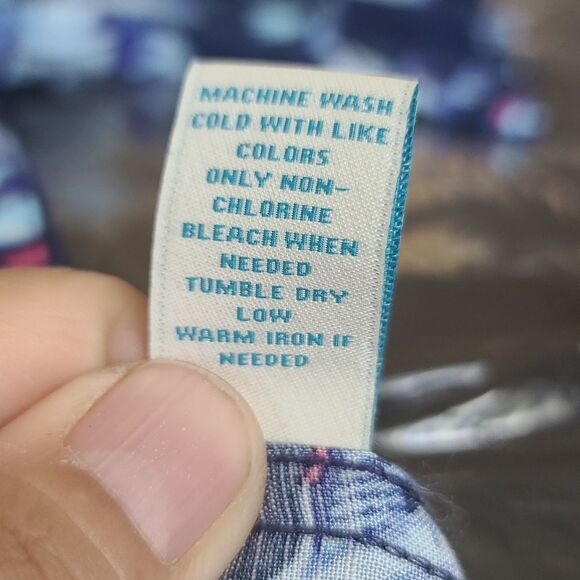 MACHINE WASH
COLD WITH LIKE
COLORS
ONLY NON-
CHLORINE
BLEACH WHEN
NEEDED
TUMBLE DRY
LOW
WARM IRON IF
NEEDED